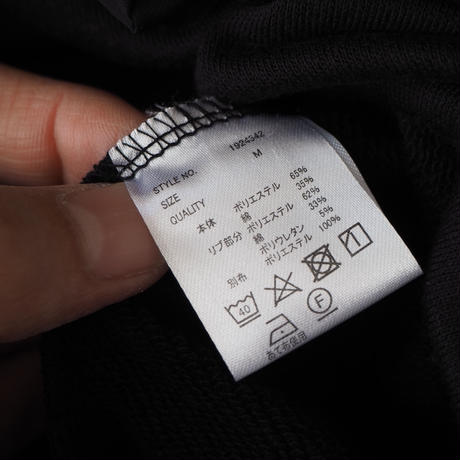 STYLE NO. 1924342
SIZE M
QUALITY
本体 ポリエステル 65%
綿 35%
リブ部分 ポリエステル 62%
綿 33%
ポリウレタン 5%
別布 ポリエステル 100%
40 1
F
あて布使用